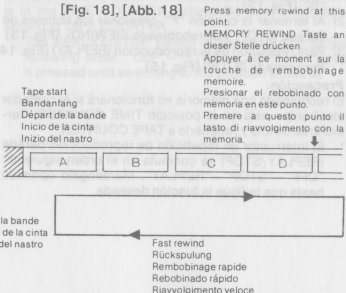 [Fig. 18], [Abb. 18]
Press memory rewind at this
point.
MEMORY REWIND Taste an
dieser Stelle drücken
Appuyer à ce moment sur la
touche de rembobinage
memoire.
Presionar el rebobinado con
memoria en este punto.
Premere a questo punto il
tasto di riavvolgimento con la
memoria.
Tape start
Bandanfang
Départ de la bande
Inicio de la cinta
Inizio del nastro
A B C D
la bande
de la cinta
del nastro
Fast rewind
Rückspulung
Rembobinage rapide
Rebobinado rápido
Riavvolgimento veloce